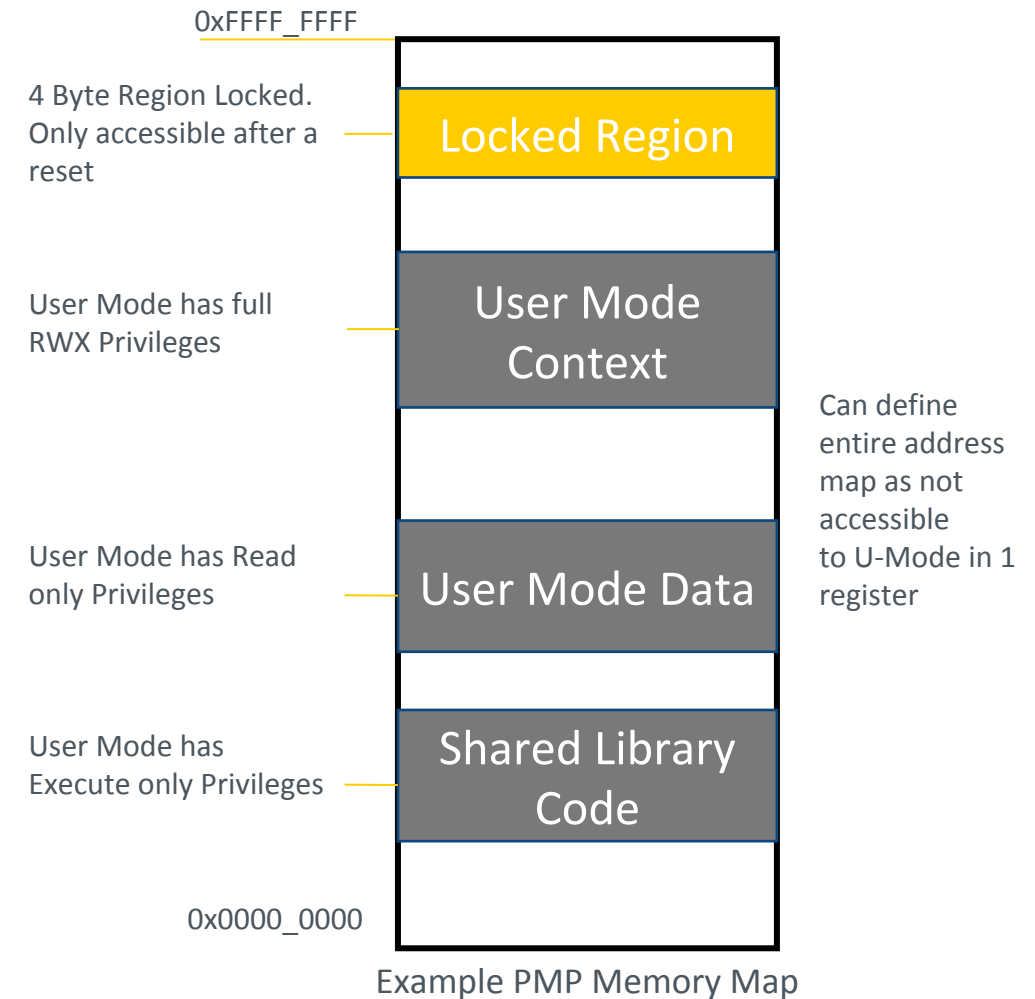 0xFFFF_FFFF
4 Byte Region Locked.
Only accessible after a
reset
Locked Region
User Mode has full
RWX Privileges
User Mode
Context
Can define
entire address
map as not
accessible
to U-Mode in 1
register
User Mode has Read
only Privileges
User Mode Data
User Mode has
Execute only Privileges
Shared Library
Code
0x0000_0000
Example PMP Memory Map